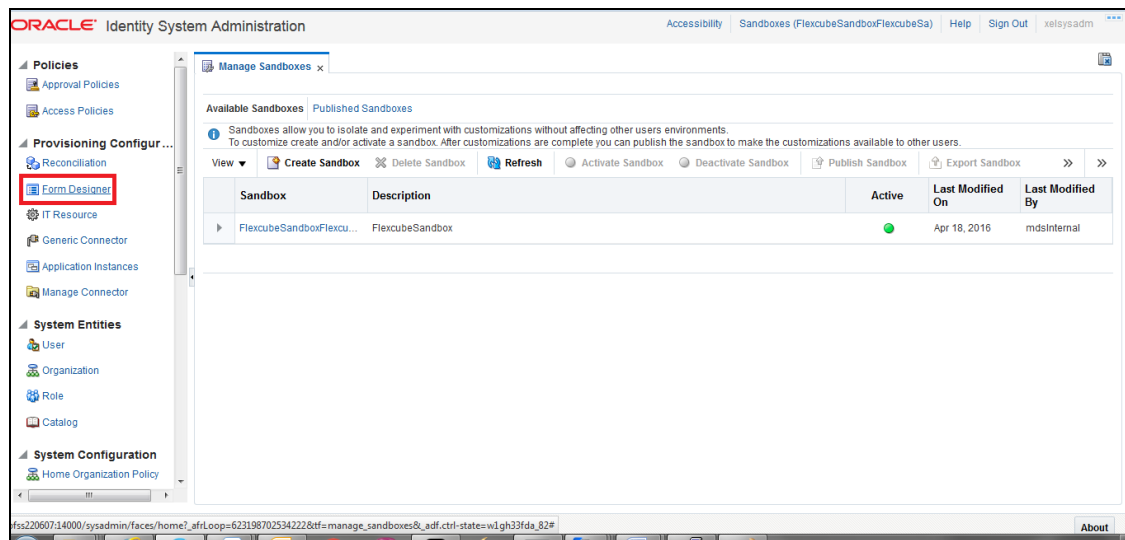 ORACLE Identity System Administration
Accessibility Sandboxes (FlexcubeSandboxFlexcubeSa) Help Sign Out xelsysadm
Policies
Approval Policies
Access Policies
Provisioning Configur...
Reconciliation
Form Designer
IT Resource
Generic Connector
Application Instances
Manage Connector
System Entities
User
Organization
Role
Catalog
System Configuration
Home Organization Policy
Manage Sandboxes x
Available Sandboxes Published Sandboxes
Sandboxes allow you to isolate and experiment with customizations without affecting other users environments.
To customize create and/or activate a sandbox. After customizations are complete you can publish the sandbox to make the customizations available to other users.
View Create Sandbox Delete Sandbox Refresh Activate Sandbox Deactivate Sandbox Publish Sandbox Export Sandbox » »
Sandbox Description Active Last Modified On Last Modified By
FlexcubeSandboxFlexcu... FlexcubeSandbox Apr 18, 2016 mdsInternal
ofss220607:14000/sysadmin/faces/home?_afrLoop=623198702534222&tf=manage_sandboxes&_adf.ctrl-state=w1gh33fda_82#
About